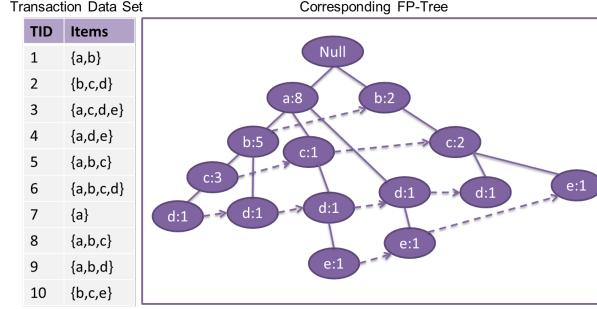 Transaction Data Set Corresponding FP-Tree
TID Items
1 {a,b}
2 {b,c,d}
3 {a,c,d,e}
4 {a,d,e}
5 {a,b,c}
6 {a,b,c,d}
7 {a}
8 {a,b,c}
9 {a,b,d}
10 {b,c,e}
Null
a:8 b:2
b:5 c:1 c:2
c:3 d:1 d:1 e:1
d:1 d:1 d:1
e:1 e:1